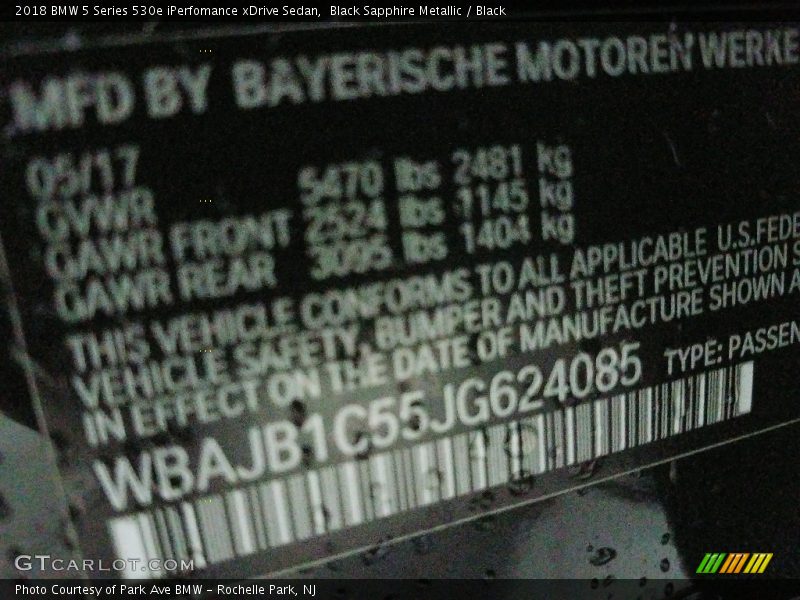 2018 BMW 5 Series 530e iPerfomance xDrive Sedan,  Black Sapphire Metallic / Black
MFD BY BAYERISCHE MOTOREN WERKE
05/17
GVWR 5470 lbs 2481 kg
GAWR FRONT 2524 lbs 1145 kg
GAWR REAR 3095 lbs 1404 kg
THIS VEHICLE CONFORMS TO ALL APPLICABLE U.S.FEDE
VEHICLE SAFETY, BUMPER AND THEFT PREVENTION S
IN EFFECT ON THE DATE OF MANUFACTURE SHOWN A
WBAJB1C55JG624085 TYPE: PASSEN
GTCARLOT.COM
Photo Courtesy of Park Ave BMW - Rochelle Park, NJ